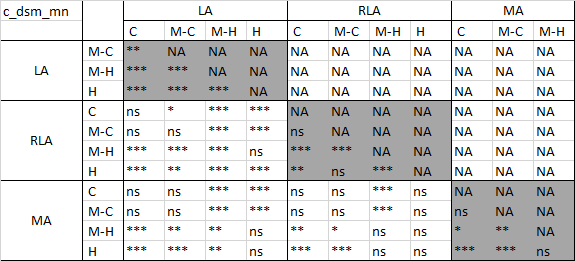 c_dsm_mn LA RLA MA
C M-C M-H H C M-C M-H H C M-C M-H
LA M-C ** NA NA NA NA NA NA NA NA NA NA
M-H *** *** NA NA NA NA NA NA NA NA NA
H *** *** *** NA NA NA NA NA NA NA NA
RLA C ns * *** *** NA NA NA NA NA NA NA
M-C ns ns *** *** ns NA NA NA NA NA NA
M-H *** *** *** ns *** *** NA NA NA NA NA
H *** *** *** *** ** ns *** NA NA NA NA
MA C ns ns *** *** ns ns *** ns NA NA NA
M-C ns ns *** *** ns ns *** ns ns NA NA
M-H *** ** ** ns ** * ns ns * ** NA
H *** *** ** ns *** *** ns ns *** *** ns